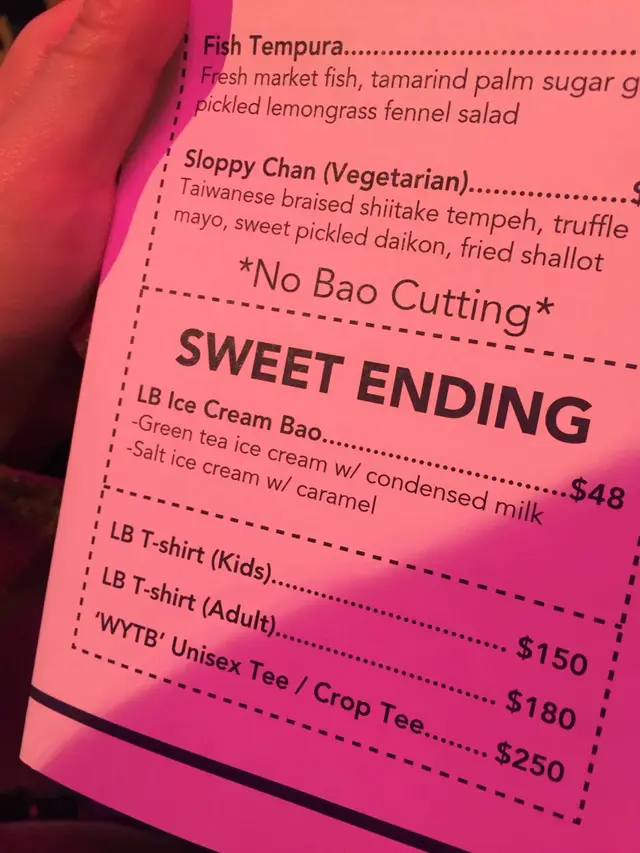 Fish Tempura..............................................
Fresh market fish, tamarind palm sugar
pickled lemongrass fennel salad
Sloppy Chan (Vegetarian)........................$
Taiwanese braised shiitake tempeh, truffle
mayo, sweet pickled daikon, fried shallot
*No Bao Cutting*
SWEET ENDING
LB Ice Cream Bao....................................$48
-Green tea ice cream w/ condensed milk
-Salt ice cream w/ caramel
LB T-shirt (Kids)................................... $150
LB T-shirt (Adult)................................. $180
'WYTB' Unisex Tee / Crop Tee........ $250